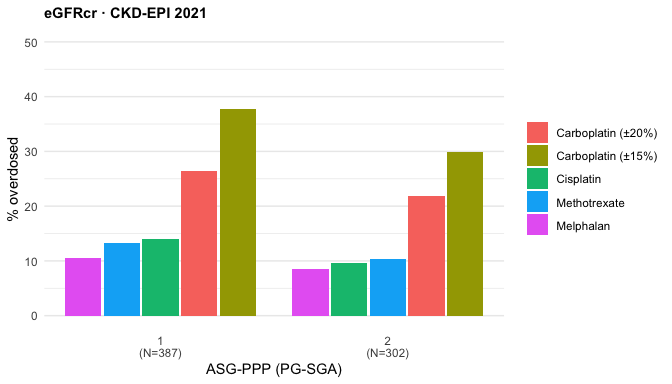 eGFRcr · CKD-EPI 2021
% overdosed
50
40
30
20
10
0
1
(N=387)
2
(N=302)
ASG-PPP (PG-SGA)
Carboplatin (±20%)
Carboplatin (±15%)
Cisplatin
Methotrexate
Melphalan